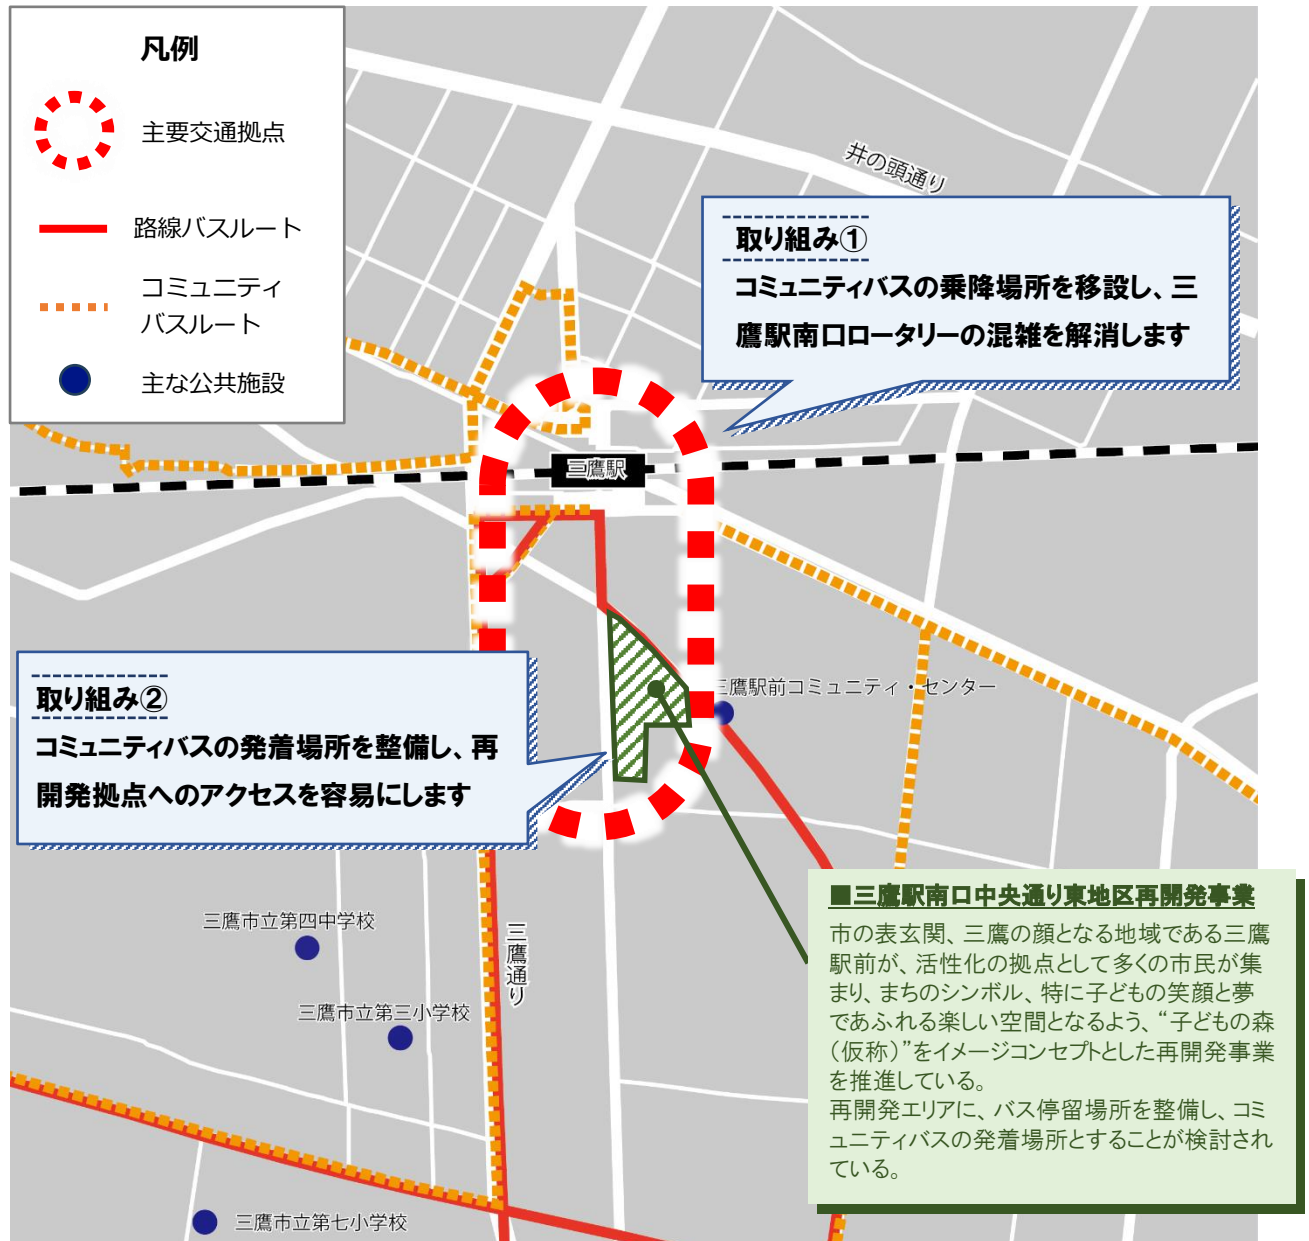 凡例
主要交通拠点
路線バスルート
コミュニティ
バスルート
主な公共施設
井の頭通り
取り組み①
コミュニティバスの乗降場所を移設し、三
鷹駅南口ロータリーの混雑を解消します
三鷹駅
三鷹駅前コミュニティ・センター
取り組み②
コミュニティバスの発着場所を整備し、再
開発拠点へのアクセスを容易にします
三鷹市立第四中学校
三鷹通り
三鷹市立第三小学校
三鷹市立第七小学校
■三鷹駅南口中央通り東地区再開発事業
市の表玄関、三鷹の顔となる地域である三鷹
駅前が、活性化の拠点として多くの市民が集
まり、まちのシンボル、特に子どもの笑顔と夢
であふれる楽しい空間となるよう、“子どもの森
（仮称）”をイメージコンセプトとした再開発事業
を推進している。
再開発エリアに、バス停留場所を整備し、コミ
ュニティバスの発着場所とすることが検討され
ている。